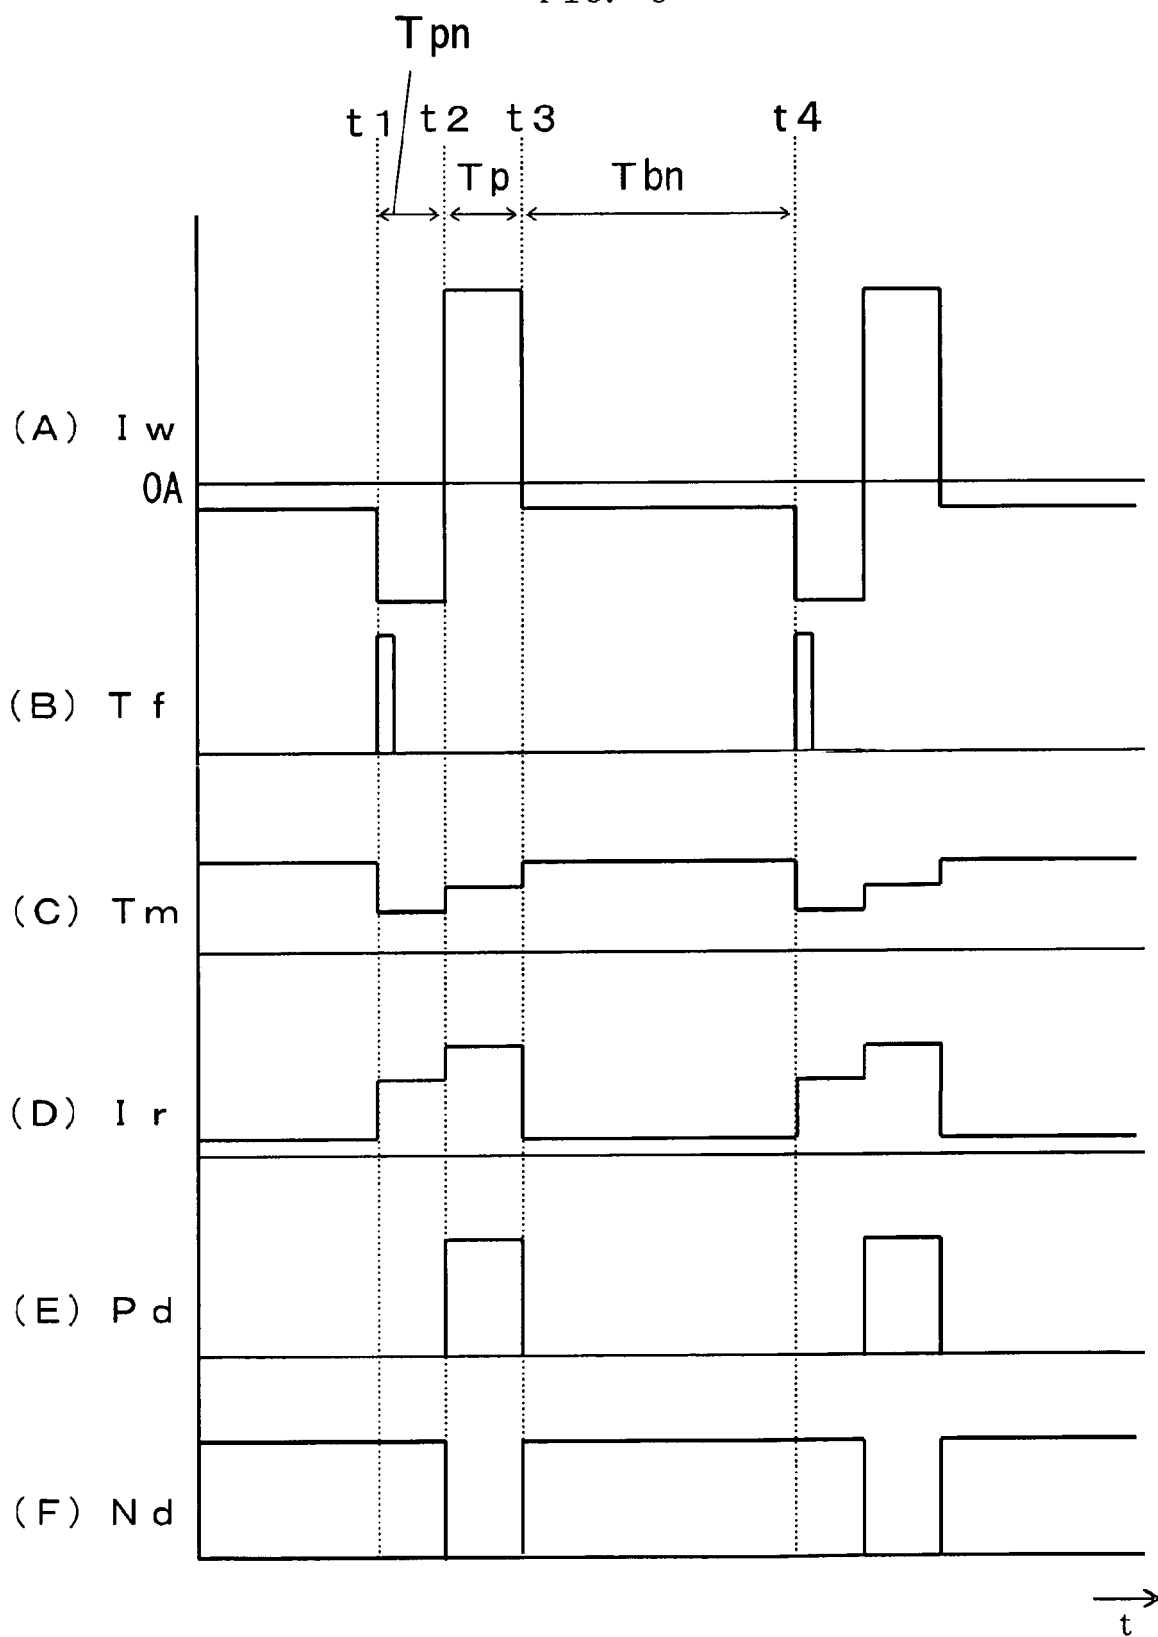 Tpn
t1 t2 t3 t4
Tp Tbn
(A) Iw
0A
(B) Tf
(C) Tm
(D) Ir
(E) Pd
(F) Nd
t